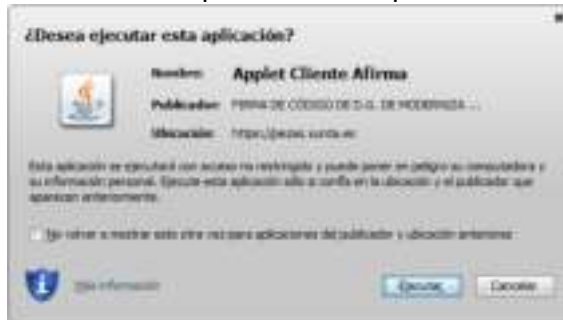 ¿Desea ejecutar esta aplicación?
Nombre: Applet Cliente Afirma
Publicador: FIRMA DE CÓDIGO DE D.G. DE MODERNIZA ...
Ubicación: https://
Esta aplicación se ejecutará con acceso no restringido y puede poner en peligro su computadora y
su información personal. Ejecute esta aplicación sólo si confía en la ubicación y el publicador que
aparecen anteriormente.
No volver a mostrar esto otra vez para aplicaciones del publicador y ubicación anteriores
Más información
Ejecutar
Cancelar